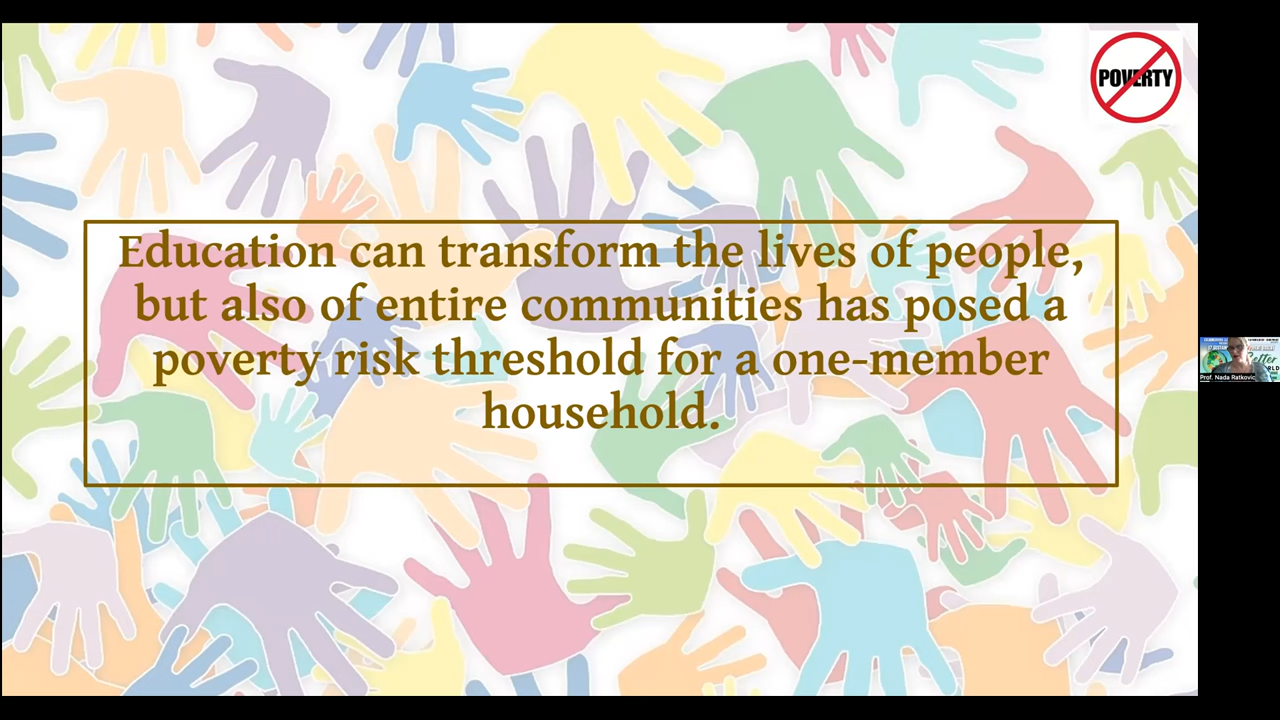 POVERTY
Education can transform the lives of people,
but also of entire communities has posed a
poverty risk threshold for a one-member
household.
Prof. Nada Ratkovic